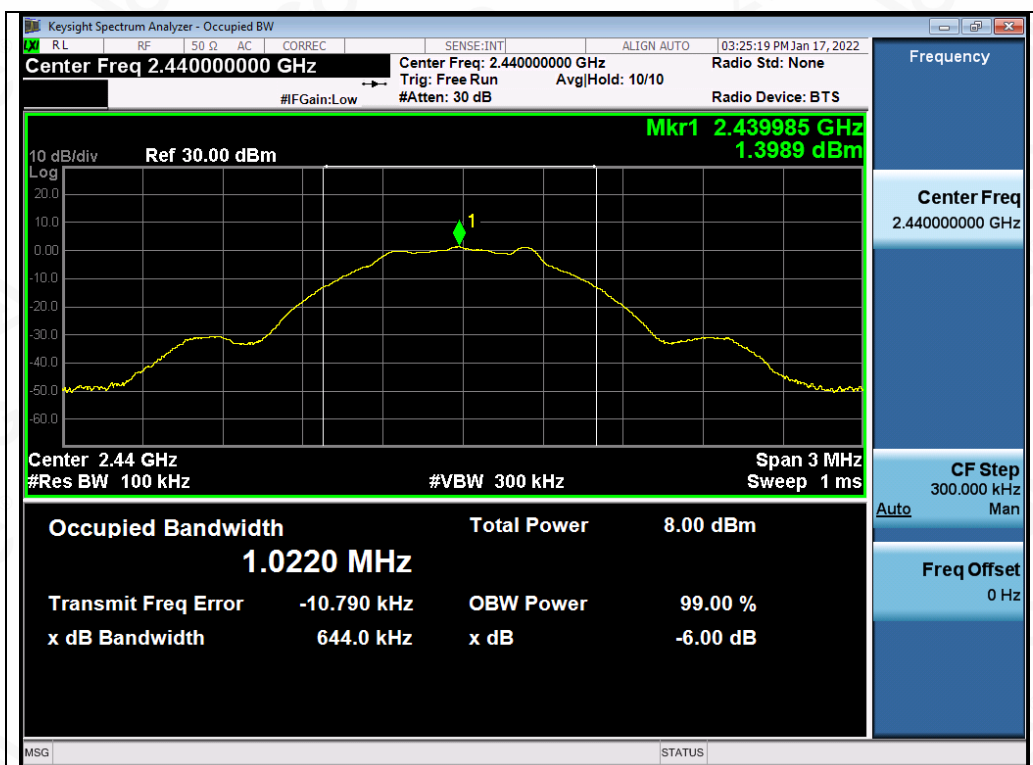 Keysight Spectrum Analyzer - Occupied BW
LXI RL RF 50 Ω AC CORREC SENSE:INT ALIGN AUTO 03:25:19 PM Jan 17, 2022
Center Freq 2.440000000 GHz
Center Freq: 2.440000000 GHz Radio Std: None
Trig: Free Run Avg|Hold: 10/10
#IFGain:Low #Atten: 30 dB Radio Device: BTS
Mkr1 2.439985 GHz
1.3989 dBm
10 dB/div Ref 30.00 dBm
Log
20.0
10.0
1
0.00
-10.0
-20.0
-30.0
-40.0
-50.0
-60.0
Center 2.44 GHz Span 3 MHz
#Res BW 100 kHz #VBW 300 kHz Sweep 1 ms
Occupied Bandwidth Total Power 8.00 dBm
1.0220 MHz
Transmit Freq Error -10.790 kHz OBW Power 99.00 %
x dB Bandwidth 644.0 kHz x dB -6.00 dB
Frequency
Center Freq
2.440000000 GHz
CF Step
300.000 kHz
Auto Man
Freq Offset
0 Hz
MSG STATUS